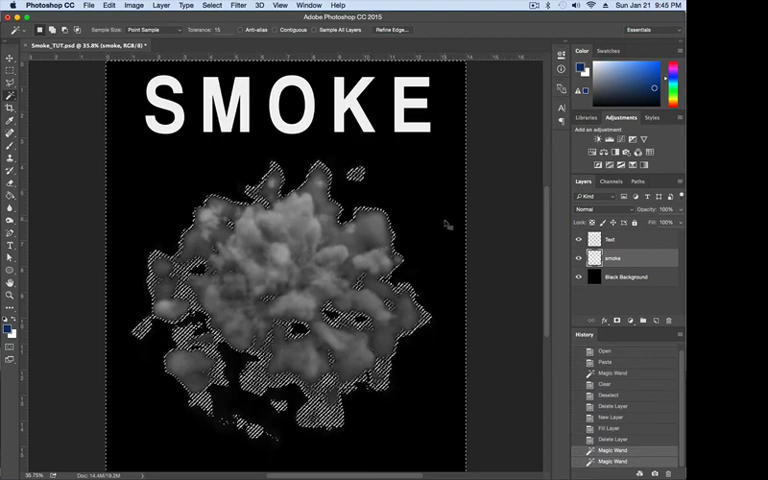 Photoshop CC File Edit Image Layer Type Select Filter 3D View Window Help Sun Jan 21 9:45 PM
Adobe Photoshop CC 2015
Sample Size: Point Sample Tolerance: 15 Anti-alias Contiguous Sample All Layers Refine Edge... Essentials
Smoke_TUT.psd @ 35.8% (smoke, RGB/8) *
Color Swatches
SMOKE
Libraries Adjustments Styles
Add an adjustment
Layers Channels Paths
Kind
Normal Opacity: 100%
Lock: Fill: 100%
Text
smoke
Black Background
History
Open
Paste
Magic Wand
Clear
Deselect
Delete Layer
New Layer
Fill Layer
Delete Layer
Magic Wand
Magic Wand
35.75% Doc: 14.4M/19.2M